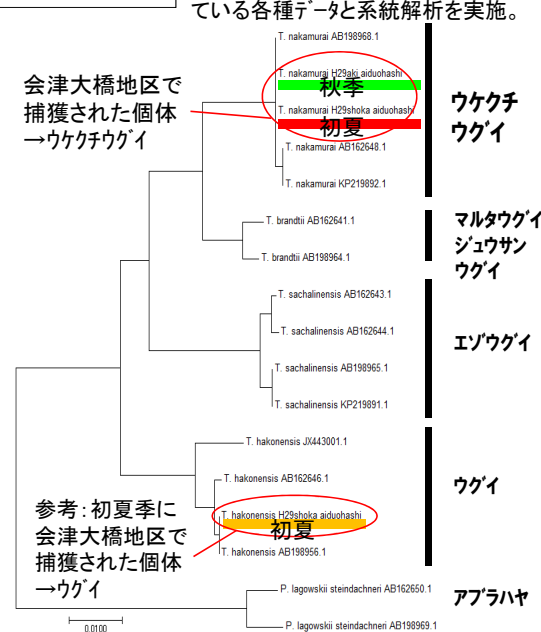 ている各種データと系統解析を実施。
T. nakamurai AB198968.1
T. nakamurai H29aki aiduohashi
秋季
T. nakamurai H29shoka aiduohashi
初夏
T. nakamurai AB162648.1
T. nakamurai KP219892.1
会津大橋地区で
捕獲された個体
→ウケクチウグイ
ウケクチ
ウグイ
T. brandtii AB162641.1
T. brandtii AB198964.1
マルタウグイ
ジュウサン
ウグイ
T. sachalinensis AB162643.1
T. sachalinensis AB162644.1
T. sachalinensis AB198965.1
T. sachalinensis KP219891.1
エゾウグイ
T. hakonensis JX443001.1
T. hakonensis AB162646.1
T. hakonensis H29shoka aiduohashi
初夏
T. hakonensis AB198956.1
ウグイ
参考：初夏季に
会津大橋地区で
捕獲された個体
→ウグイ
P. lagowskii steindachneri AB162650.1
P. lagowskii steindachneri AB198969.1
アブラハヤ
0.0100